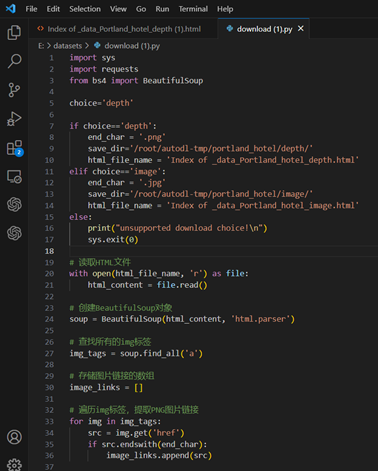 File Edit Selection View Go Run Terminal Help
Index of _data_Portland_hotel_depth (1).html
download (1).py
E: > datasets > download (1).py
1 import sys
2 import requests
3 from bs4 import BeautifulSoup
4
5 choice='depth'
6
7 if choice=='depth':
8 end_char = '.png'
9 save_dir='/root/autodl-tmp/portland_hotel/depth/'
10 html_file_name = 'Index of _data_Portland_hotel_depth.html'
11 elif choice=='image':
12 end_char = '.jpg'
13 save_dir='/root/autodl-tmp/portland_hotel/image/'
14 html_file_name = 'Index of _data_Portland_hotel_image.html'
15 else:
16 print("unsupported download choice!\n")
17 sys.exit(0)
18
19 # 读取HTML文件
20 with open(html_file_name, 'r') as file:
21 html_content = file.read()
22
23 # 创建BeautifulSoup对象
24 soup = BeautifulSoup(html_content, 'html.parser')
25
26 # 查找所有的img标签
27 img_tags = soup.find_all('a')
28
29 # 存储图片链接的数组
30 image_links = []
31
32 # 遍历img标签，提取PNG图片链接
33 for img in img_tags:
34 src = img.get('href')
35 if src.endswith(end_char):
36 image_links.append(src)
37
2